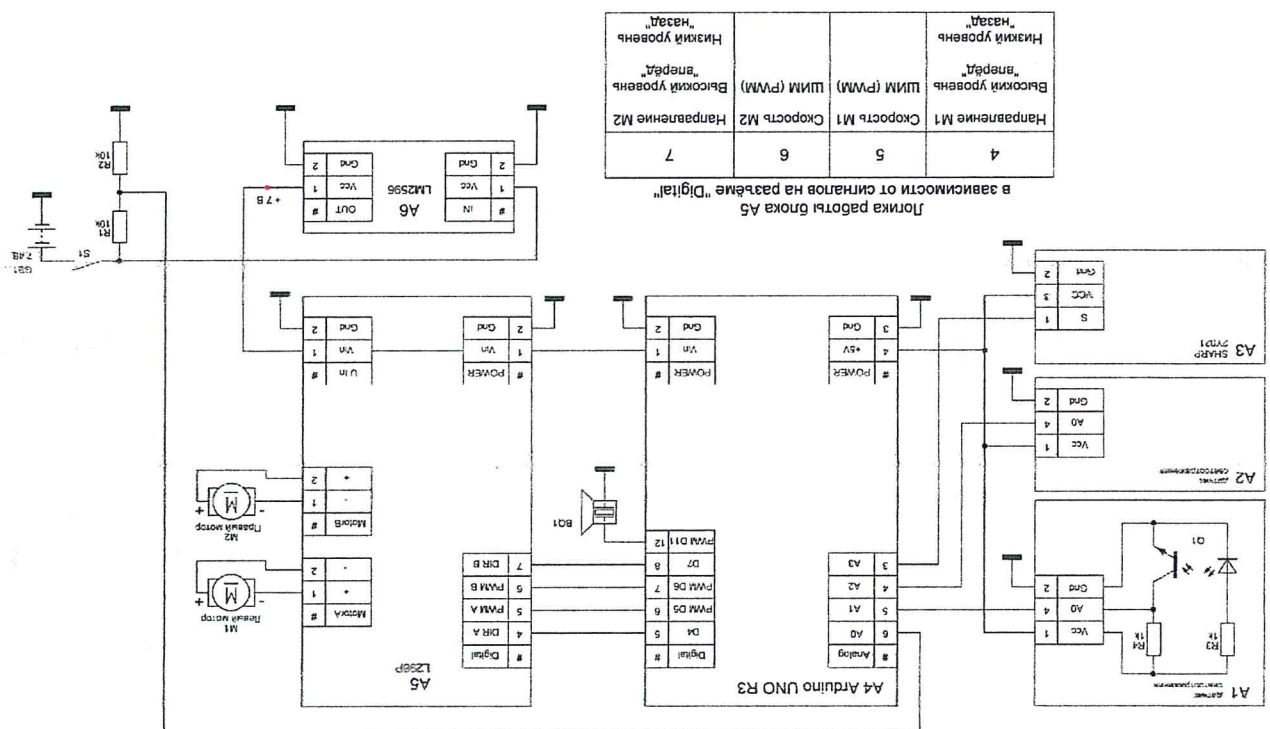 A1 датчик
светоотражения
R3
1k
R4
1k
Q1
Vcc 1
A0 4
Gnd 2
A2 датчик
светоотражения
Vcc 1
A0 4
Gnd 2
A3 SHARP
2Y0A21
S 1
VCC 3
Gnd 2
A4 Arduino UNO R3
# Analog
6 A0
5 A1
4 A2
3 A3
# POWER
4 +5V
3 Gnd
Digital #
D4 5
PWM D5 6
PWM D6 7
D7 8
PWM D11 12
POWER #
Vin 1
Gnd 2
BQ1
A5
L298P
# Digital
4 DIR A
5 PWM A
6 PWM B
7 DIR B
# POWER
1 Vin
2 Gnd
MotorA #
+ 1
- 2
MotorB #
- 1
+ 2
U In #
Vin 1
Gnd 2
M1
Левый мотор
- M +
M2
Правый мотор
- M +
S1
GB1
7.4В
R1
10k
R2
10k
A6
LM2596
# IN
1 Vcc
2 Gnd
OUT #
Vcc 1
Gnd 2
+ 7 В
Логика работы блока A5
в зависимости от сигналов на разъёме "Digital"
4 5 6 7
Направление M1 Скорость M1 Скорость M2 Направление M2
Высокий уровень ШИМ (PWM) ШИМ (PWM) Высокий уровень
"вперёд" "вперёд"
Низкий уровень Низкий уровень
"назад" "назад"